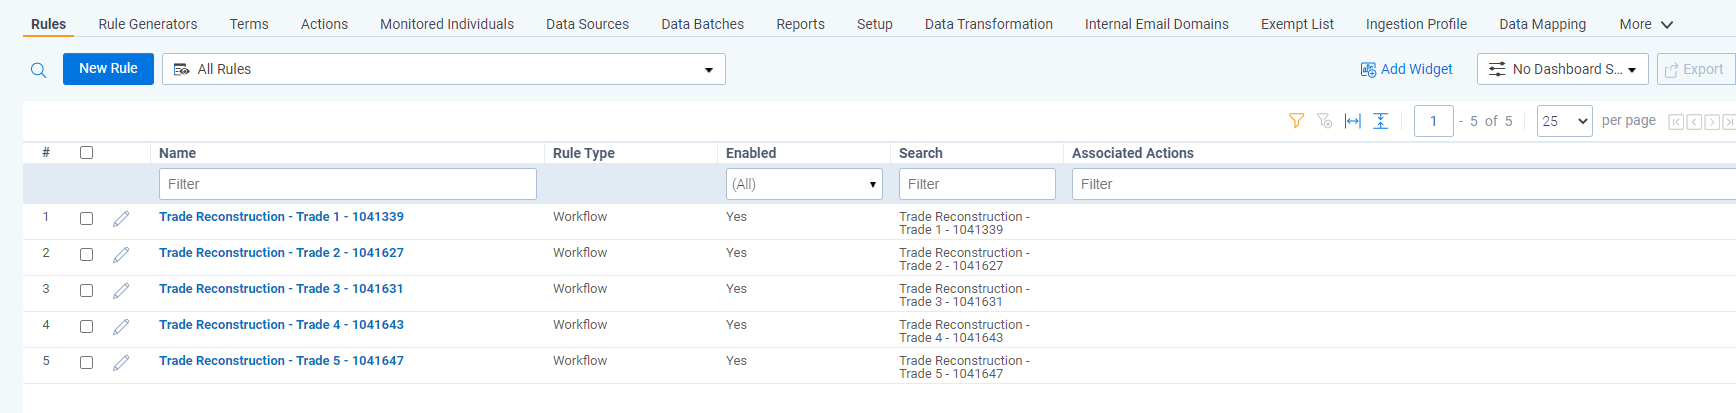 Rules Rule Generators Terms Actions Monitored Individuals Data Sources Data Batches Reports Setup Data Transformation Internal Email Domains Exempt List Ingestion Profile Data Mapping More
New Rule All Rules Add Widget No Dashboard S... Export
1 - 5 of 5 25 per page
# Name Rule Type Enabled Search Associated Actions
Filter (All) Filter Filter
1 Trade Reconstruction - Trade 1 - 1041339 Workflow Yes Trade Reconstruction -
Trade 1 - 1041339
2 Trade Reconstruction - Trade 2 - 1041627 Workflow Yes Trade Reconstruction -
Trade 2 - 1041627
3 Trade Reconstruction - Trade 3 - 1041631 Workflow Yes Trade Reconstruction -
Trade 3 - 1041631
4 Trade Reconstruction - Trade 4 - 1041643 Workflow Yes Trade Reconstruction -
Trade 4 - 1041643
5 Trade Reconstruction - Trade 5 - 1041647 Workflow Yes Trade Reconstruction -
Trade 5 - 1041647